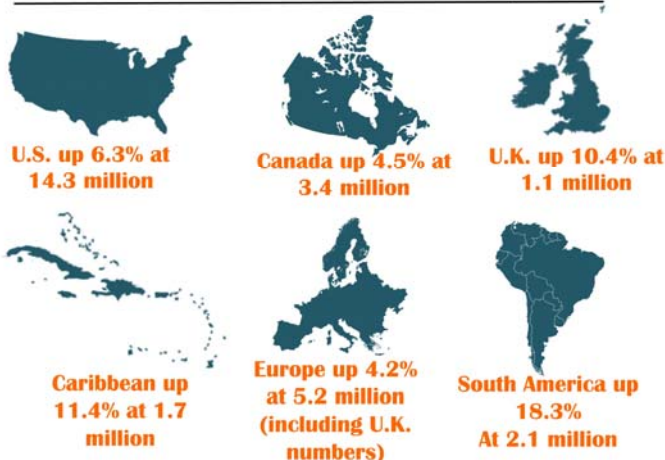 U.S. up 6.3% at
14.3 million
Canada up 4.5% at
3.4 million
U.K. up 10.4% at
1.1 million
Caribbean up
11.4% at 1.7
million
Europe up 4.2%
at 5.2 million
(including U.K.
numbers)
South America up
18.3%
At 2.1 million